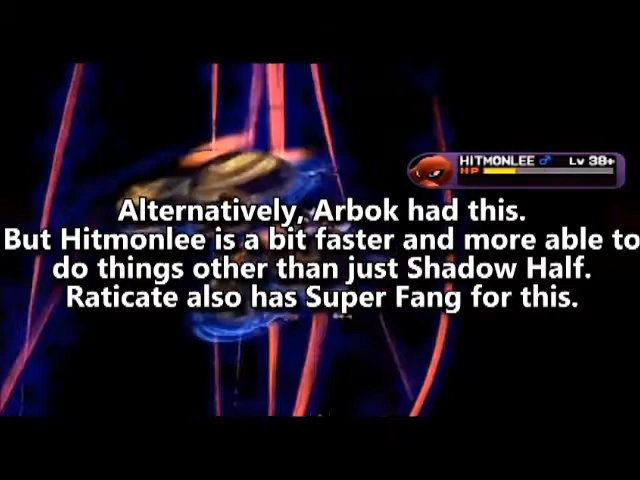 HITMONLEE ♂ Lv 38+
HP
Alternatively, Arbok had this.
But Hitmonlee is a bit faster and more able to
do things other than just Shadow Half.
Raticate also has Super Fang for this.